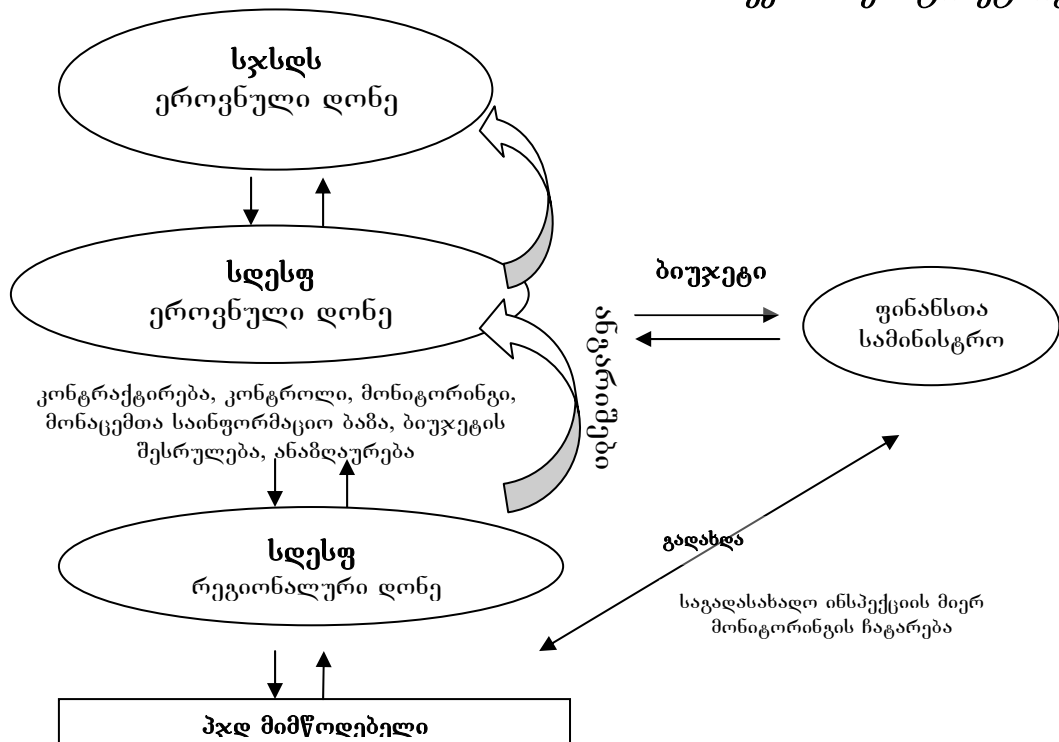 სჯსდს
ეროვნული დონე
სდესფ
ეროვნული დონე
ბიუჯეტი
ფინანსთა
სამინისტრო
ანგარიშები
კონტრაქტირება, კონტროლი, მონიტორინგი,
მონაცემთა საინფორმაციო ბაზა, ბიუჯეტის
შესრულება, ანაზღაურება
სდესფ
რეგიონალური დონე
გადახდა
საგადასახადო ინსპექციის მიერ
მონიტორინგის ჩატარება
პჯდ მიმწოდებელი